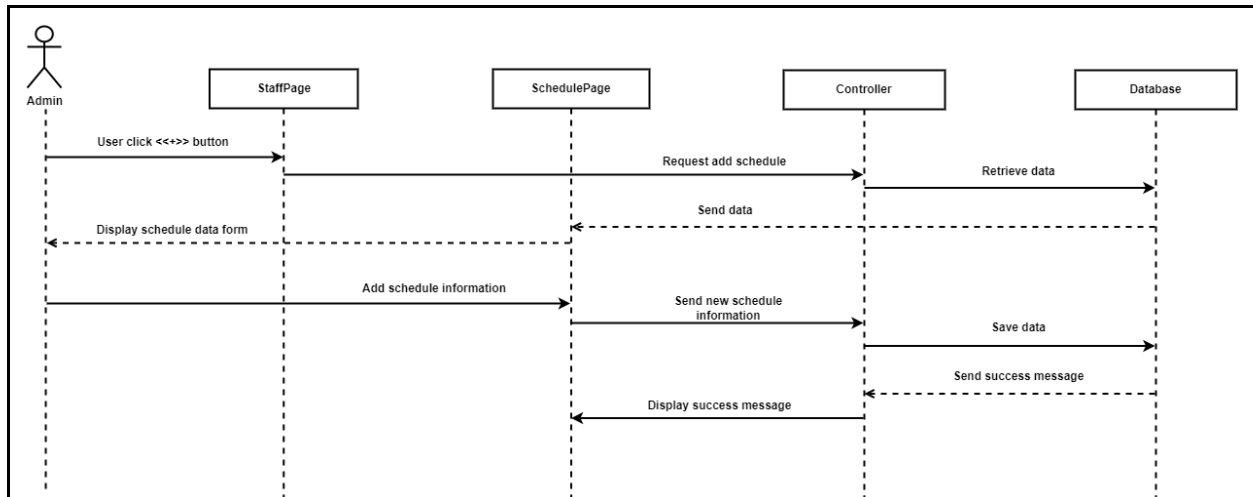 Admin
StaffPage
SchedulePage
Controller
Database
User click <<+>> button
Request add schedule
Retrieve data
Send data
Display schedule data form
Add schedule information
Send new schedule
information
Save data
Send success message
Display success message